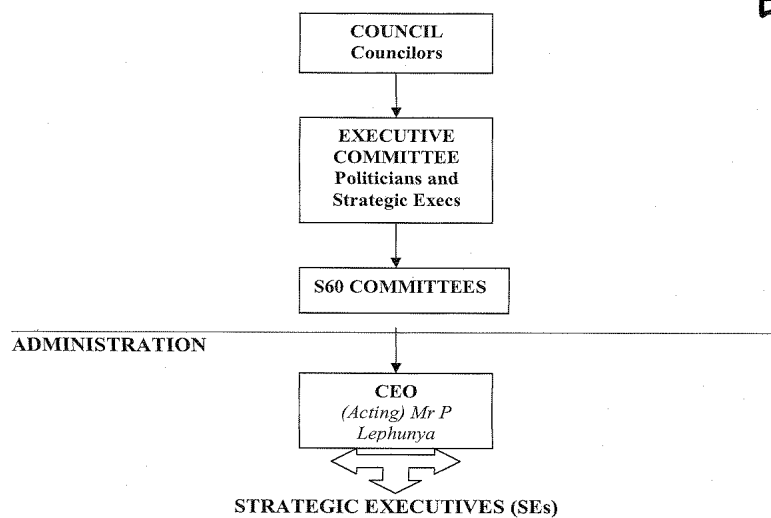 COUNCIL
Councilors
EXECUTIVE
COMMITTEE
Politicians and
Strategic Execs
S60 COMMITTEES
ADMINISTRATION
CEO
(Acting) Mr P
Lephunya
STRATEGIC EXECUTIVES (SEs)